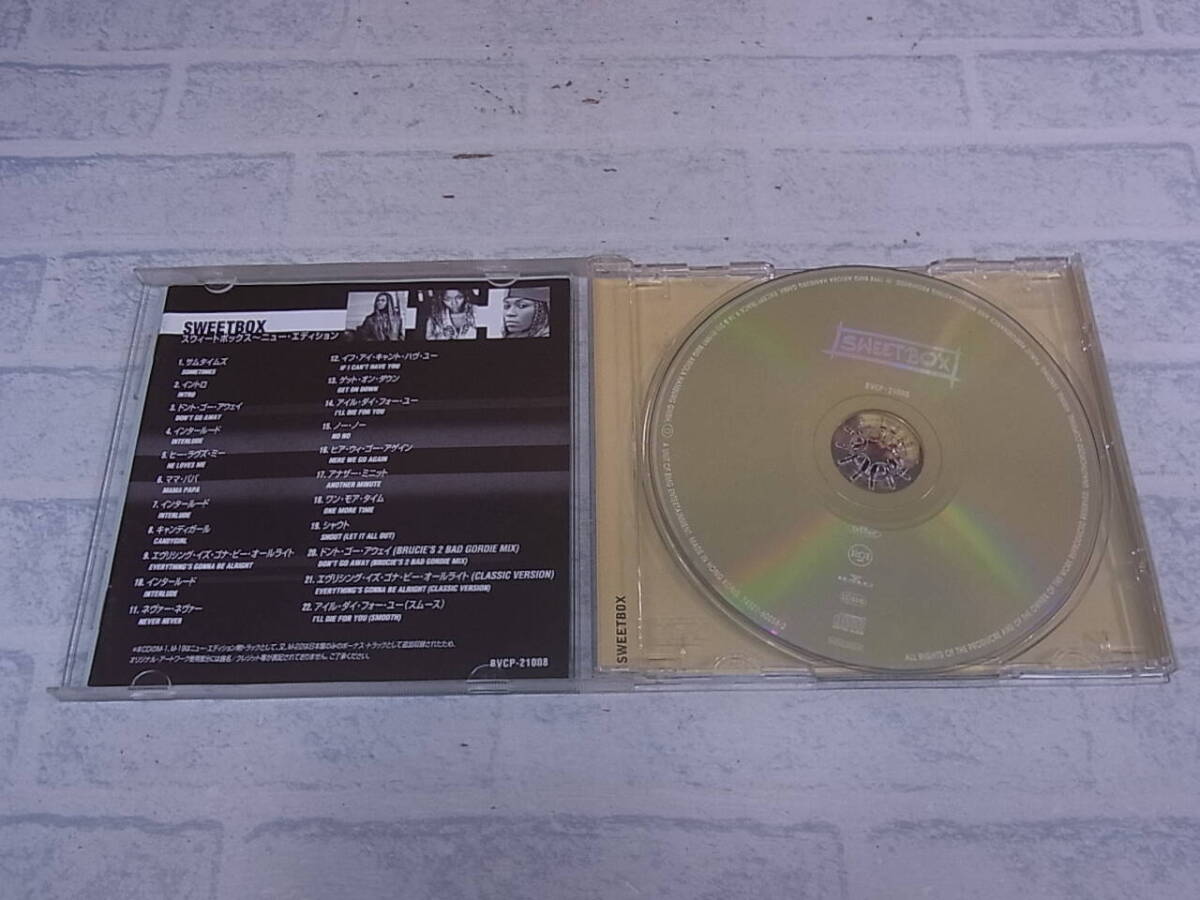 SWEETBOX
スウィートボックス~ニュー・エディション
1. サムタイムズ
SOMETIMES
2. イントロ
INTRO
3. ドント・ゴー・アウェイ
DON'T GO AWAY
4. インタールード
INTERLUDE
5. ヒー・ラヴズ・ミー
HE LOVES ME
6. ママ・パパ
MAMA PAPA
7. インタールード
INTERLUDE
8. キャンディガール
CANDYGIRL
9. エヴリシング・イズ・ゴナ・ビー・オールライト
EVERYTHING'S GONNA BE ALRIGHT
10. インタールード
INTERLUDE
11. ネヴァー・ネヴァー
NEVER NEVER
12. イフ・アイ・キャント・ハヴ・ユー
IF I CAN'T HAVE YOU
13. ゲット・オン・ダウン
GET ON DOWN
14. アイル・ダイ・フォー・ユー
I'LL DIE FOR YOU
15. ノー・ノー
NO NO
16. ヒア・ウィ・ゴー・アゲイン
HERE WE GO AGAIN
17. アナザー・ミニット
ANOTHER MINUTE
18. ワン・モア・タイム
ONE MORE TIME
19. シャウト
SHOUT (LET IT ALL OUT)
20. ドント・ゴー・アウェイ (BRUCIE'S 2 BAD GORDIE MIX)
DON'T GO AWAY (BRUCIE'S 2 BAD GORDIE MIX)
21. エヴリシング・イズ・ゴナ・ビー・オールライト (CLASSIC VERSION)
EVERYTHING'S GONNA BE ALRIGHT (CLASSIC VERSION)
22. アイル・ダイ・フォー・ユー (スムース)
I'LL DIE FOR YOU (SMOOTH)
BVCP-21008
SWEETBOX
SWEETBOX
BVCP-21008